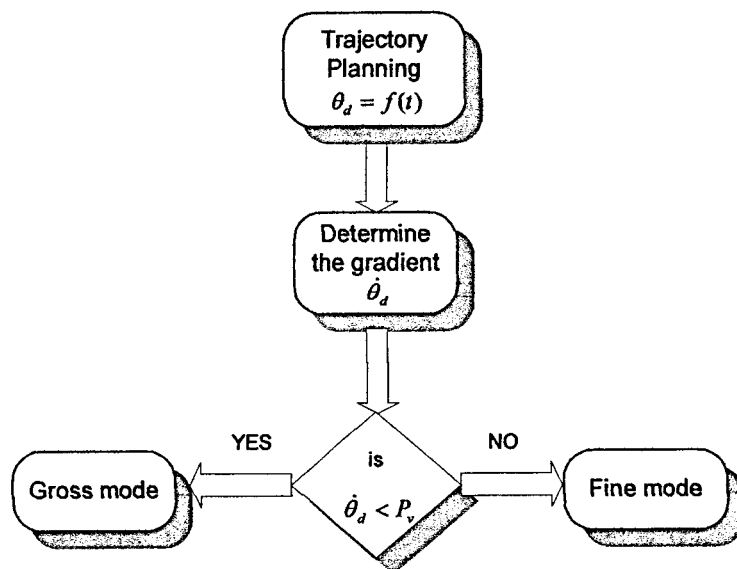 Trajectory
Planning
θ_d = f(t)
Determine
the gradient
θ̇_d
YES
NO
is
θ̇_d < P_v
Gross mode
Fine mode